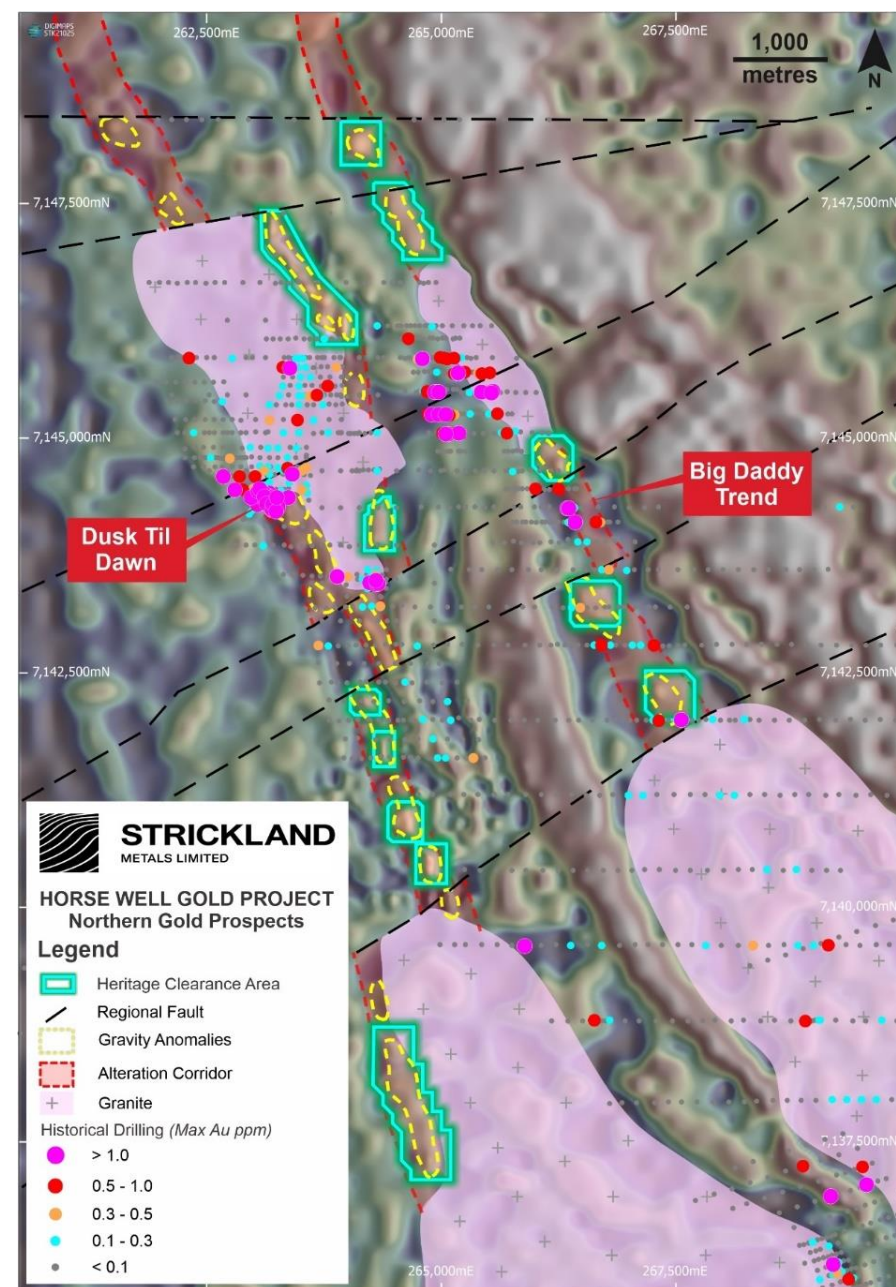 DIGIMAPS
STK21025
262,500mE
265,000mE
267,500mE
1,000
metres
N
7,147,500mN
7,147,500mN
7,145,000mN
Big Daddy
Trend
Dusk Til
Dawn
7,142,500mN
7,142,500mN
STRICKLAND
METALS LIMITED
HORSE WELL GOLD PROJECT
Northern Gold Prospects
Legend
Heritage Clearance Area
Regional Fault
Gravity Anomalies
Alteration Corridor
Granite
Historical Drilling (Max Au ppm)
> 1.0
0.5 - 1.0
0.3 - 0.5
0.1 - 0.3
< 0.1
7,140,000mN
7,137,500mN
265,000mE
267,500mE